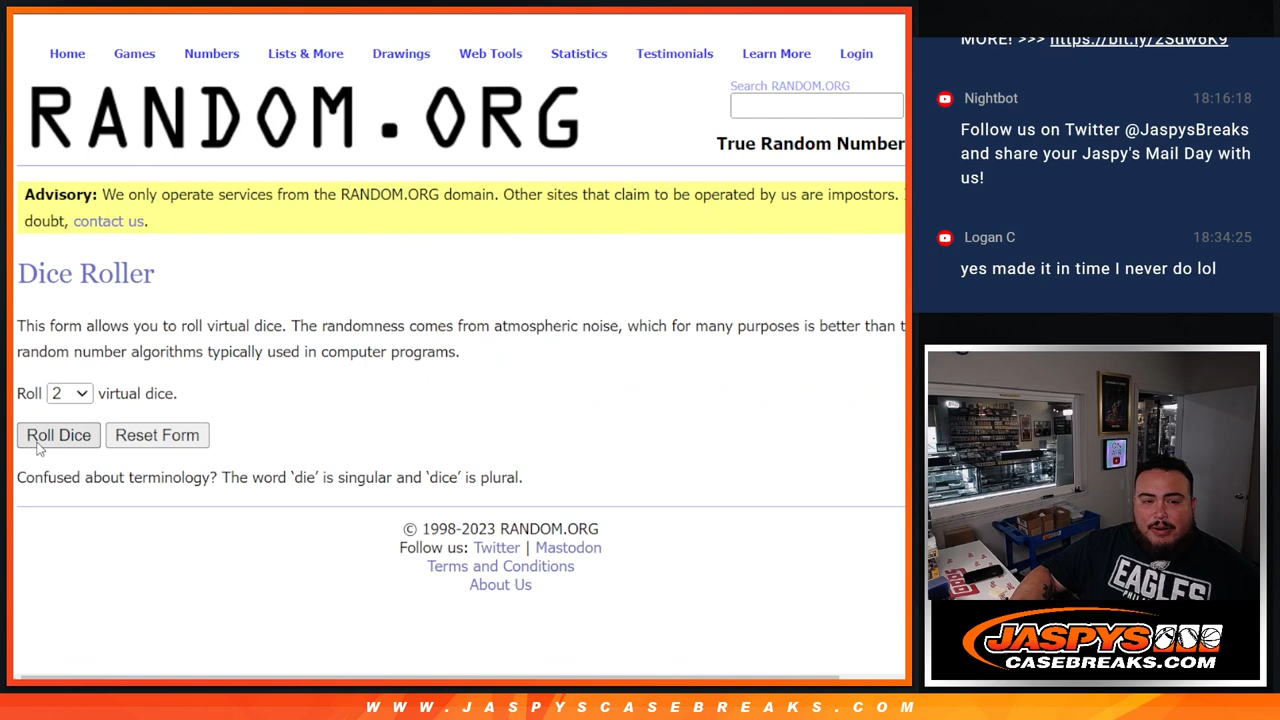 Home Games Numbers Lists & More Drawings Web Tools Statistics Testimonials Learn More Login
RANDOM.ORG
Search RANDOM.ORG
True Random Number
Advisory: We only operate services from the RANDOM.ORG domain. Other sites that claim to be operated by us are impostors.
doubt, contact us.
Dice Roller
This form allows you to roll virtual dice. The randomness comes from atmospheric noise, which for many purposes is better than t
random number algorithms typically used in computer programs.
Roll 2 virtual dice.
Roll Dice Reset Form
Confused about terminology? The word ‘die’ is singular and ‘dice’ is plural.
© 1998-2023 RANDOM.ORG
Follow us: Twitter | Mastodon
Terms and Conditions
About Us
MORE! >>> https://bit.ly/2Sdw6K9
Nightbot 18:16:18
Follow us on Twitter @JaspysBreaks
and share your Jaspy's Mail Day with
us!
Logan C 18:34:25
yes made it in time I never do lol
ON AIR
EAGLES
JASPYS
CASEBREAKS.COM
WWW.JASPYSCASEBREAKS.COM